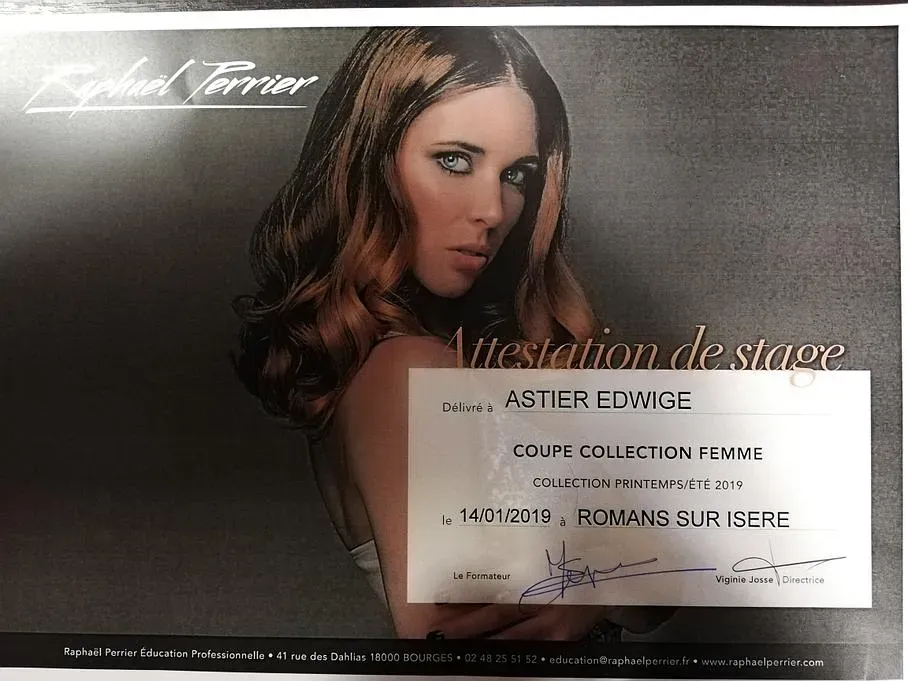 Raphaël Perrier
Attestation de stage
Délivré à ASTIER EDWIGE
COUPE COLLECTION FEMME
COLLECTION PRINTEMPS/ÉTÉ 2019
le 14/01/2019 à ROMANS SUR ISERE
Le Formateur Viginie Josse Directrice
Raphaël Perrier Éducation Professionnelle • 41 rue des Dahlias 18000 BOURGES • 02 48 25 51 52 • education@raphaelperrier.fr • www.raphaelperrier.com